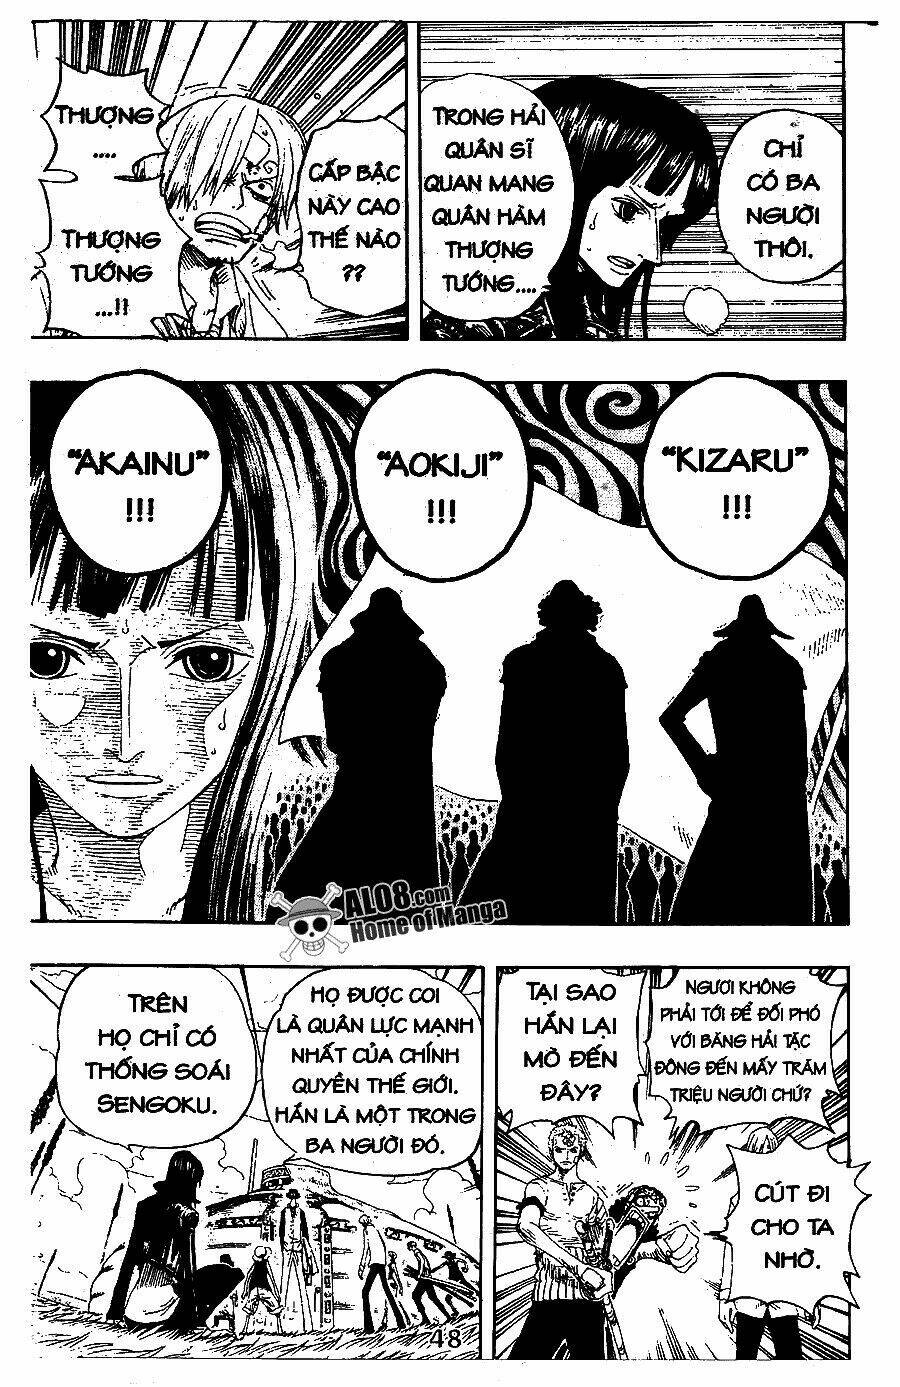 THƯỢNG
....
THƯỢNG
TƯỚNG
...!!
CẤP BẬC
NÀY CAO
THẾ NÀO
??
TRONG HẢI
QUÂN SĨ
QUAN MANG
QUÂN HÀM
THƯỢNG
TƯỚNG....
CHỈ
CÓ BA
NGƯỜI
THÔI.
"AKAINU"
!!!
"AOKIJI"
!!!
"KIZARU"
!!!
ALO8.com
Home of Manga
TRÊN
HỌ CHỈ CÓ
THỐNG SOÁI
SENGOKU.
HỌ ĐƯỢC COI
LÀ QUÂN LỰC MẠNH
NHẤT CỦA CHÍNH
QUYỀN THẾ GIỚI.
HẮN LÀ MỘT TRONG
BA NGƯỜI ĐÓ.
TẠI SAO
HẮN LẠI
MÒ ĐẾN
ĐÂY?
NGƯƠI KHÔNG
PHẢI TỚI ĐỂ ĐỐI PHÓ
VỚI BĂNG HẢI TẶC
ĐÔNG ĐẾN MẤY TRĂM
TRIỆU NGƯỜI CHỨ?
CÚT ĐI
CHO TA
NHỜ.
48